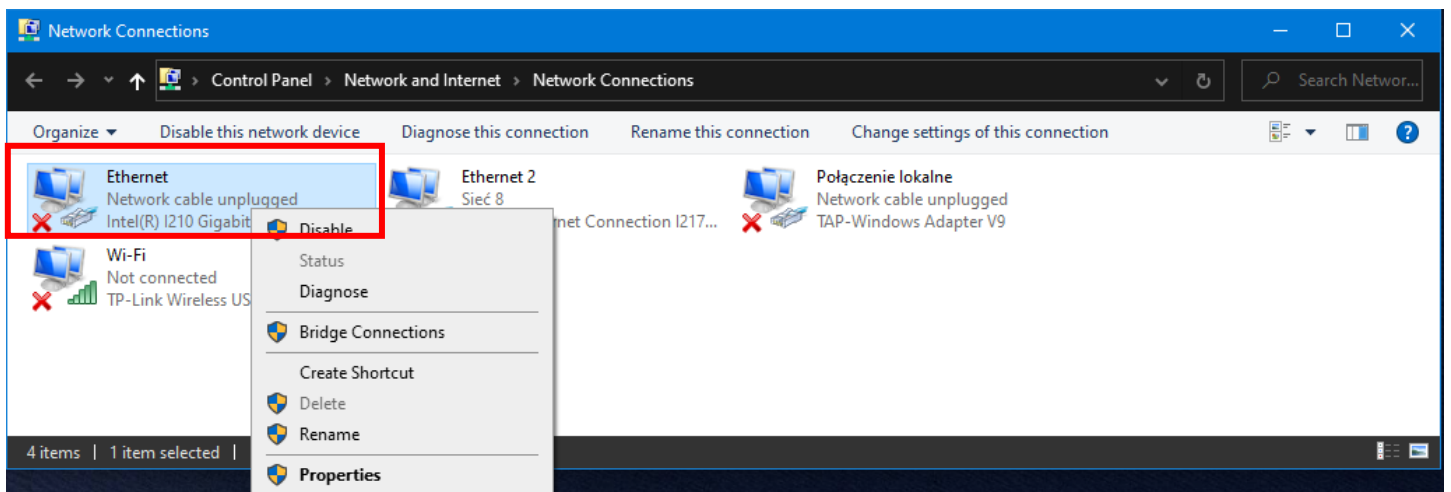 Network Connections
Control Panel > Network and Internet > Network Connections
Search Networ...
Organize
Disable this network device
Diagnose this connection
Rename this connection
Change settings of this connection
Ethernet
Network cable unplugged
Intel(R) I210 Gigabit
Ethernet 2
Sieć 8
Connection I217...
Połączenie lokalne
Network cable unplugged
TAP-Windows Adapter V9
Wi-Fi
Not connected
TP-Link Wireless US
Disable
Status
Diagnose
Bridge Connections
Create Shortcut
Delete
Rename
Properties
4 items | 1 item selected |